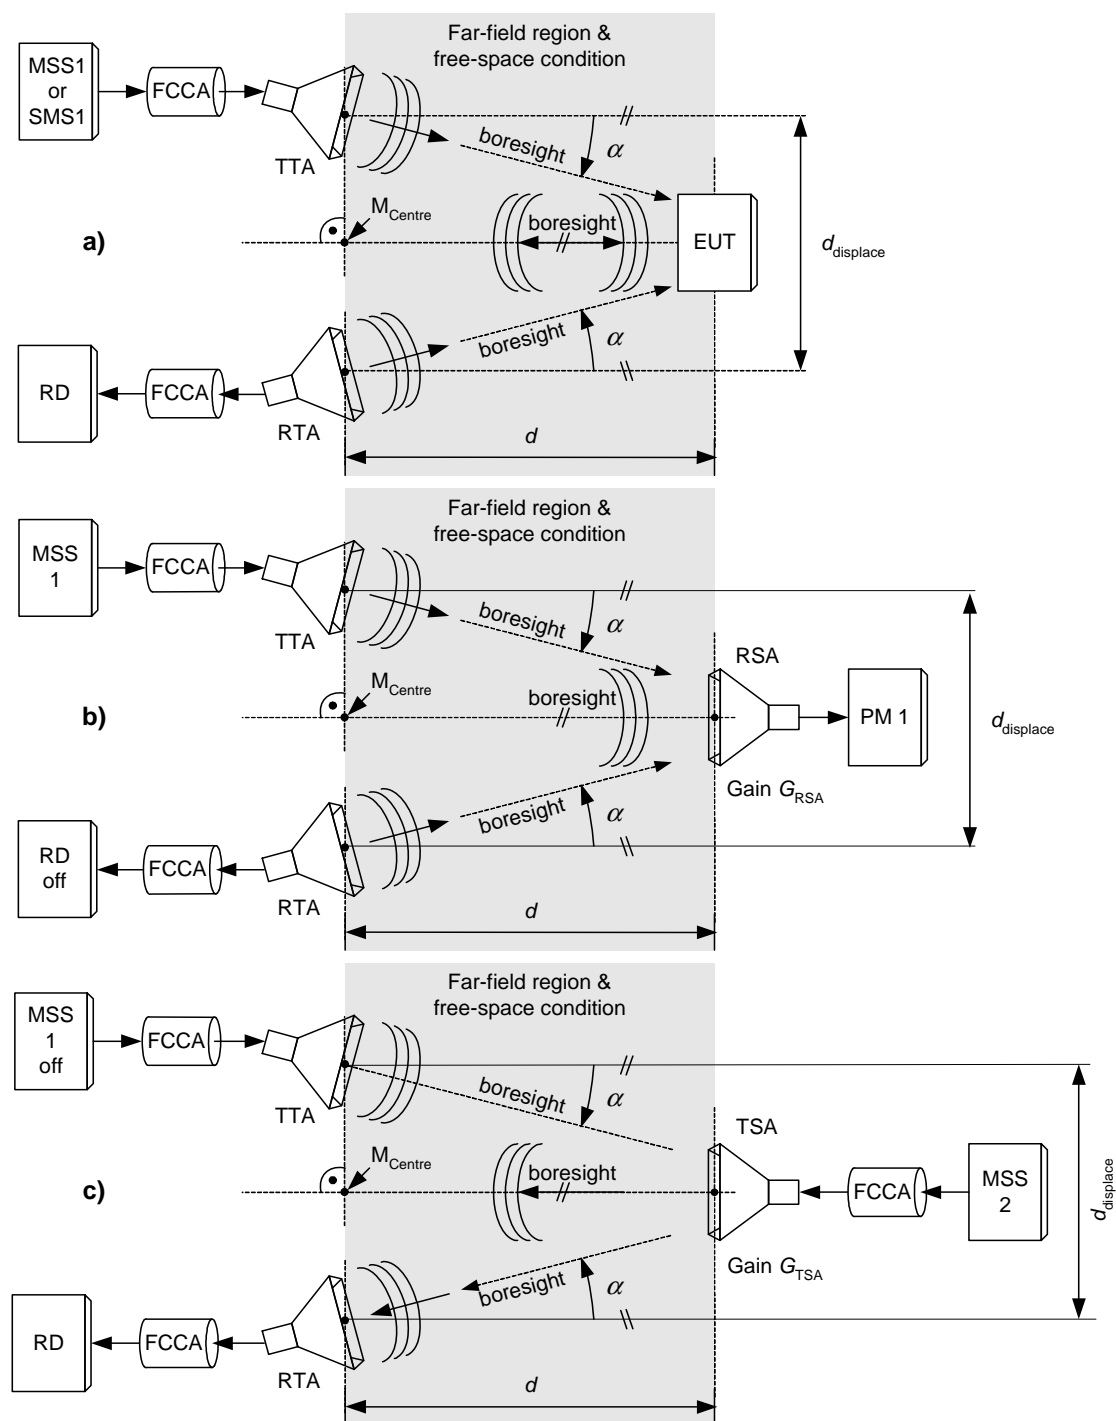 Far-field region &
free-space condition
MSS1
or
SMS1
FCCA
TTA
boresight
α
M_Centre
a)
boresight
EUT
d_displace
boresight
α
RD
FCCA
RTA
d
Far-field region &
free-space condition
MSS
1
FCCA
TTA
boresight
α
RSA
M_Centre
boresight
b)
PM 1
d_displace
Gain G_RSA
boresight
α
RD
off
FCCA
RTA
d
Far-field region &
free-space condition
MSS
1
off
FCCA
TTA
boresight
α
TSA
M_Centre
boresight
c)
FCCA
MSS
2
d_displace
Gain G_TSA
boresight
α
RD
FCCA
RTA
d